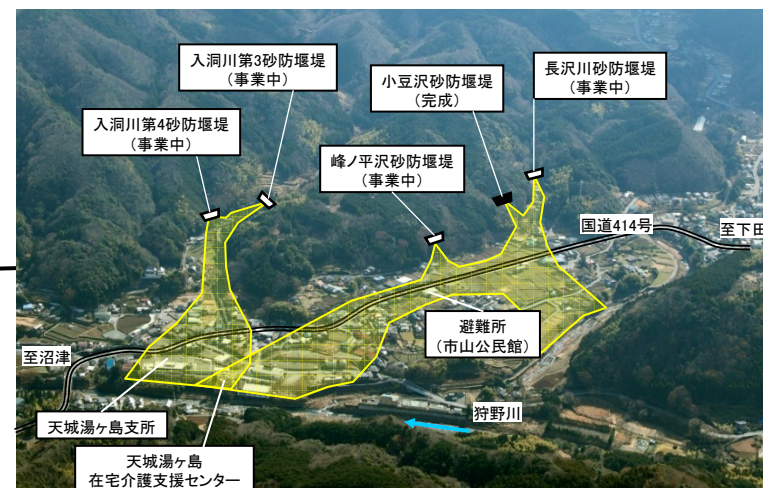 入洞川第3砂防堰堤
(事業中)
小豆沢砂防堰堤
(完成)
長沢川砂防堰堤
(事業中)
入洞川第4砂防堰堤
(事業中)
峰ノ平沢砂防堰堤
(事業中)
国道414号
至下田
避難所
(市山公民館)
至沼津
狩野川
天城湯ヶ島支所
天城湯ヶ島
在宅介護支援センター